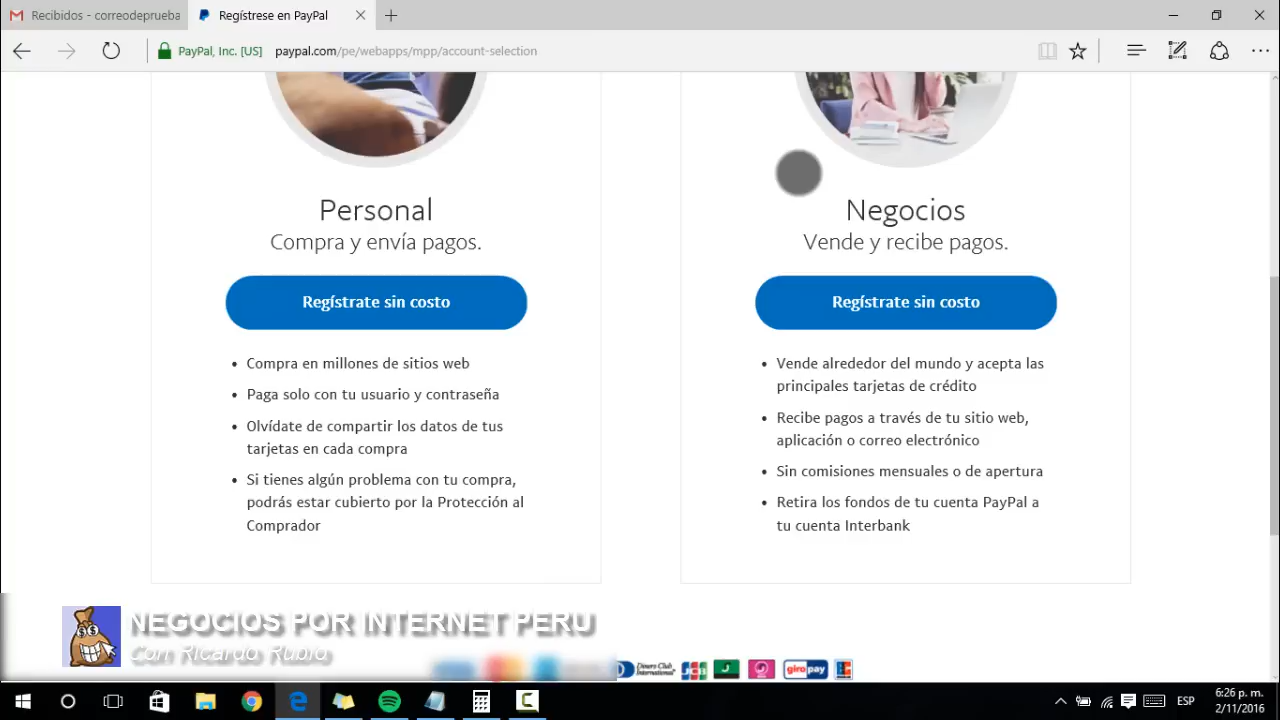 Recibidos - correodeprueba
Regístrese en PayPal
PayPal, Inc. [US]
paypal.com/pe/webapps/mpp/account-selection
Personal
Compra y envía pagos.
Regístrate sin costo
• Compra en millones de sitios web
• Paga solo con tu usuario y contraseña
• Olvídate de compartir los datos de tus
tarjetas en cada compra
• Si tienes algún problema con tu compra,
podrás estar cubierto por la Protección al
Comprador
Negocios
Vende y recibe pagos.
Regístrate sin costo
• Vende alrededor del mundo y acepta las
principales tarjetas de crédito
• Recibe pagos a través de tu sitio web,
aplicación o correo electrónico
• Sin comisiones mensuales o de apertura
• Retira los fondos de tu cuenta PayPal a
tu cuenta Interbank
NEGOCIOS POR INTERNET PERU
Con Ricardo Rubio
Diners Club
International
JCB
giropay
ESP
6:26 p. m.
2/11/2016